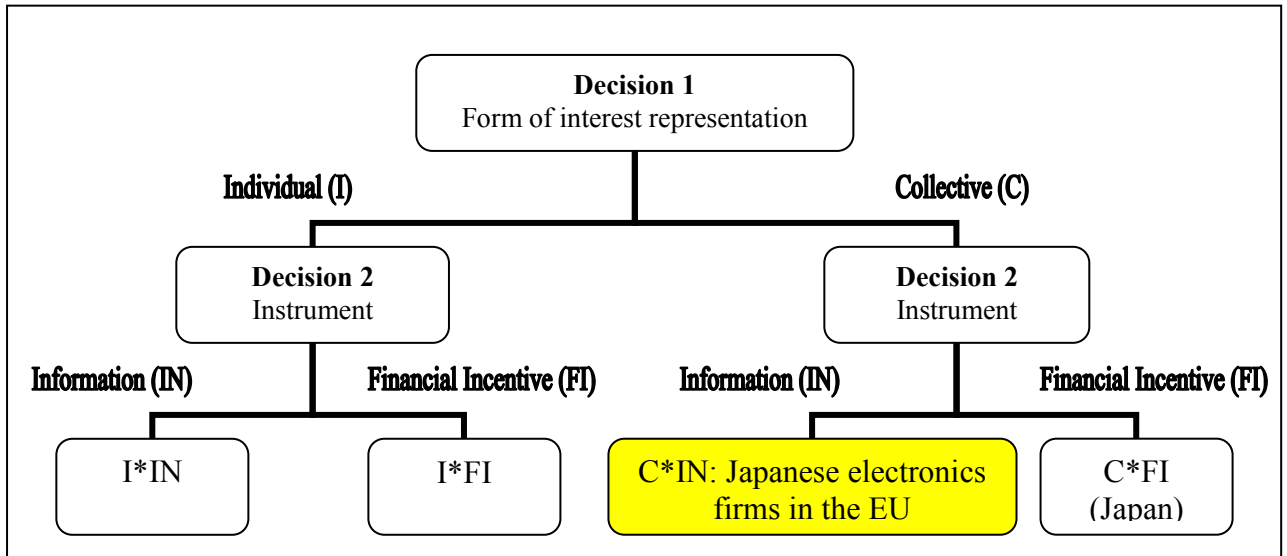 Decision 1
Form of interest representation
Individual (I)
Collective (C)
Decision 2
Instrument
Decision 2
Instrument
Information (IN)
Financial Incentive (FI)
Information (IN)
Financial Incentive (FI)
I*IN
I*FI
C*IN: Japanese electronics
firms in the EU
C*FI
(Japan)